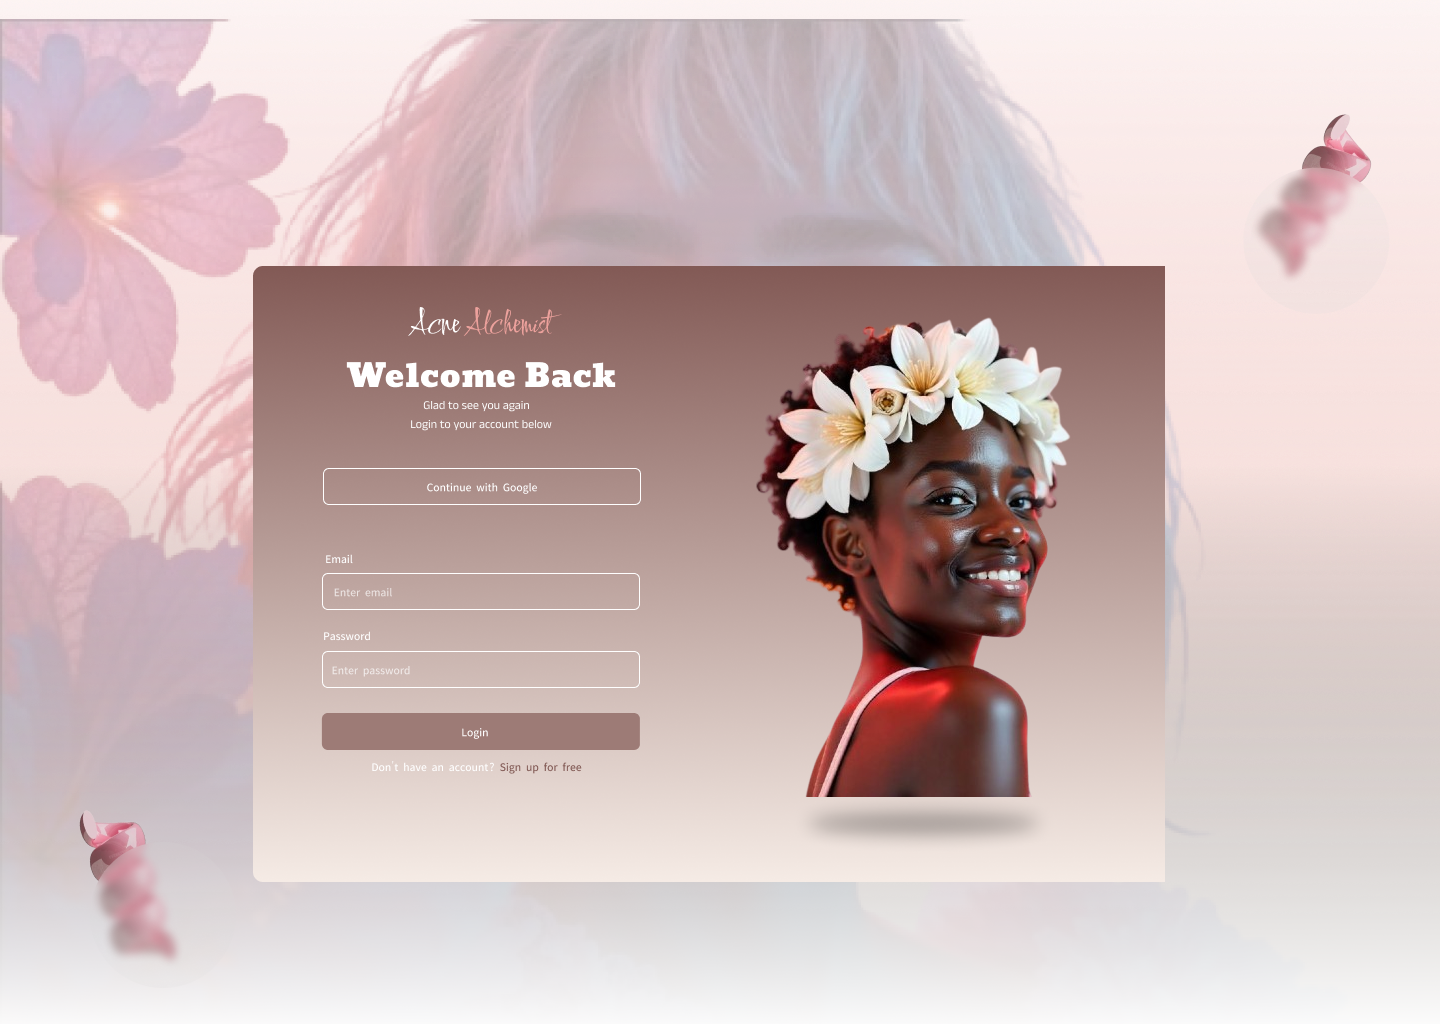 Acne Alchemist
Welcome Back
Glad to see you again
Login to your account below
Continue with Google
Email
Enter email
Password
Enter password
Login
Don't have an account? Sign up for free